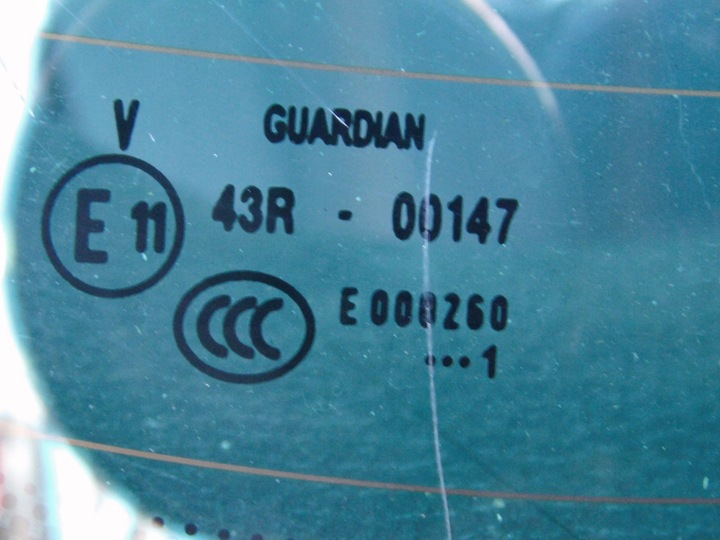 V GUARDIAN
E 11 43R - 00147
CCC E 000260
•••1